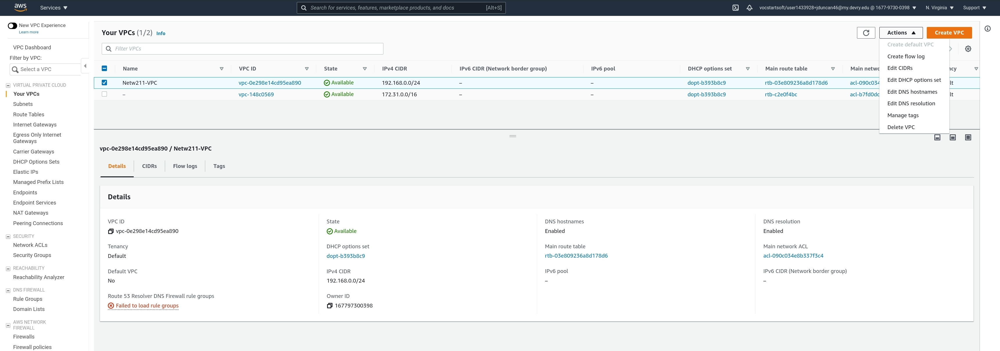 aws Services Search for services, features, marketplace products, and docs [Alt+S] vocstartsoft/user1433928=jduncan46@my.devry.edu @ 1677-9730-0398 N. Virginia Support
New VPC Experience
Learn more
VPC Dashboard
Filter by VPC:
Select a VPC
VIRTUAL PRIVATE CLOUD
Your VPCs
Subnets
Route Tables
Internet Gateways
Egress Only Internet
Gateways
Carrier Gateways
DHCP Options Sets
Elastic IPs
Managed Prefix Lists
Endpoints
Endpoint Services
NAT Gateways
Peering Connections
SECURITY
Network ACLs
Security Groups
REACHABILITY
Reachability Analyzer
DNS FIREWALL
Rule Groups
Domain Lists
AWS NETWORK
FIREWALL
Firewalls
Firewall policies
Your VPCs (1/2) Info
Actions
Create VPC
Filter VPCs
Create default VPC
Create flow log
Edit CIDRs
Edit DHCP options set
Edit DNS hostnames
Edit DNS resolution
Manage tags
Delete VPC
Name VPC ID State IPv4 CIDR IPv6 CIDR (Network border group) IPv6 pool DHCP options set Main route table Main netwo ncy
Netw211-VPC vpc-0e298e14cd95ea890 Available 192.168.0.0/24 – – dopt-b393b8c9 rtb-03e809236a8d178d6 acl-090c034 lt
– vpc-148c0569 Available 172.31.0.0/16 – – dopt-b393b8c9 rtb-c2e0f4bc acl-b7fd0dc lt
vpc-0e298e14cd95ea890 / Netw211-VPC
Details CIDRs Flow logs Tags
Details
VPC ID State DNS hostnames DNS resolution
vpc-0e298e14cd95ea890 Available Enabled Enabled
Tenancy DHCP options set Main route table Main network ACL
Default dopt-b393b8c9 rtb-03e809236a8d178d6 acl-090c034e8b337f3c4
Default VPC IPv4 CIDR IPv6 pool IPv6 CIDR (Network border group)
No 192.168.0.0/24 – –
Route 53 Resolver DNS Firewall rule groups Owner ID
Failed to load rule groups 167797300398